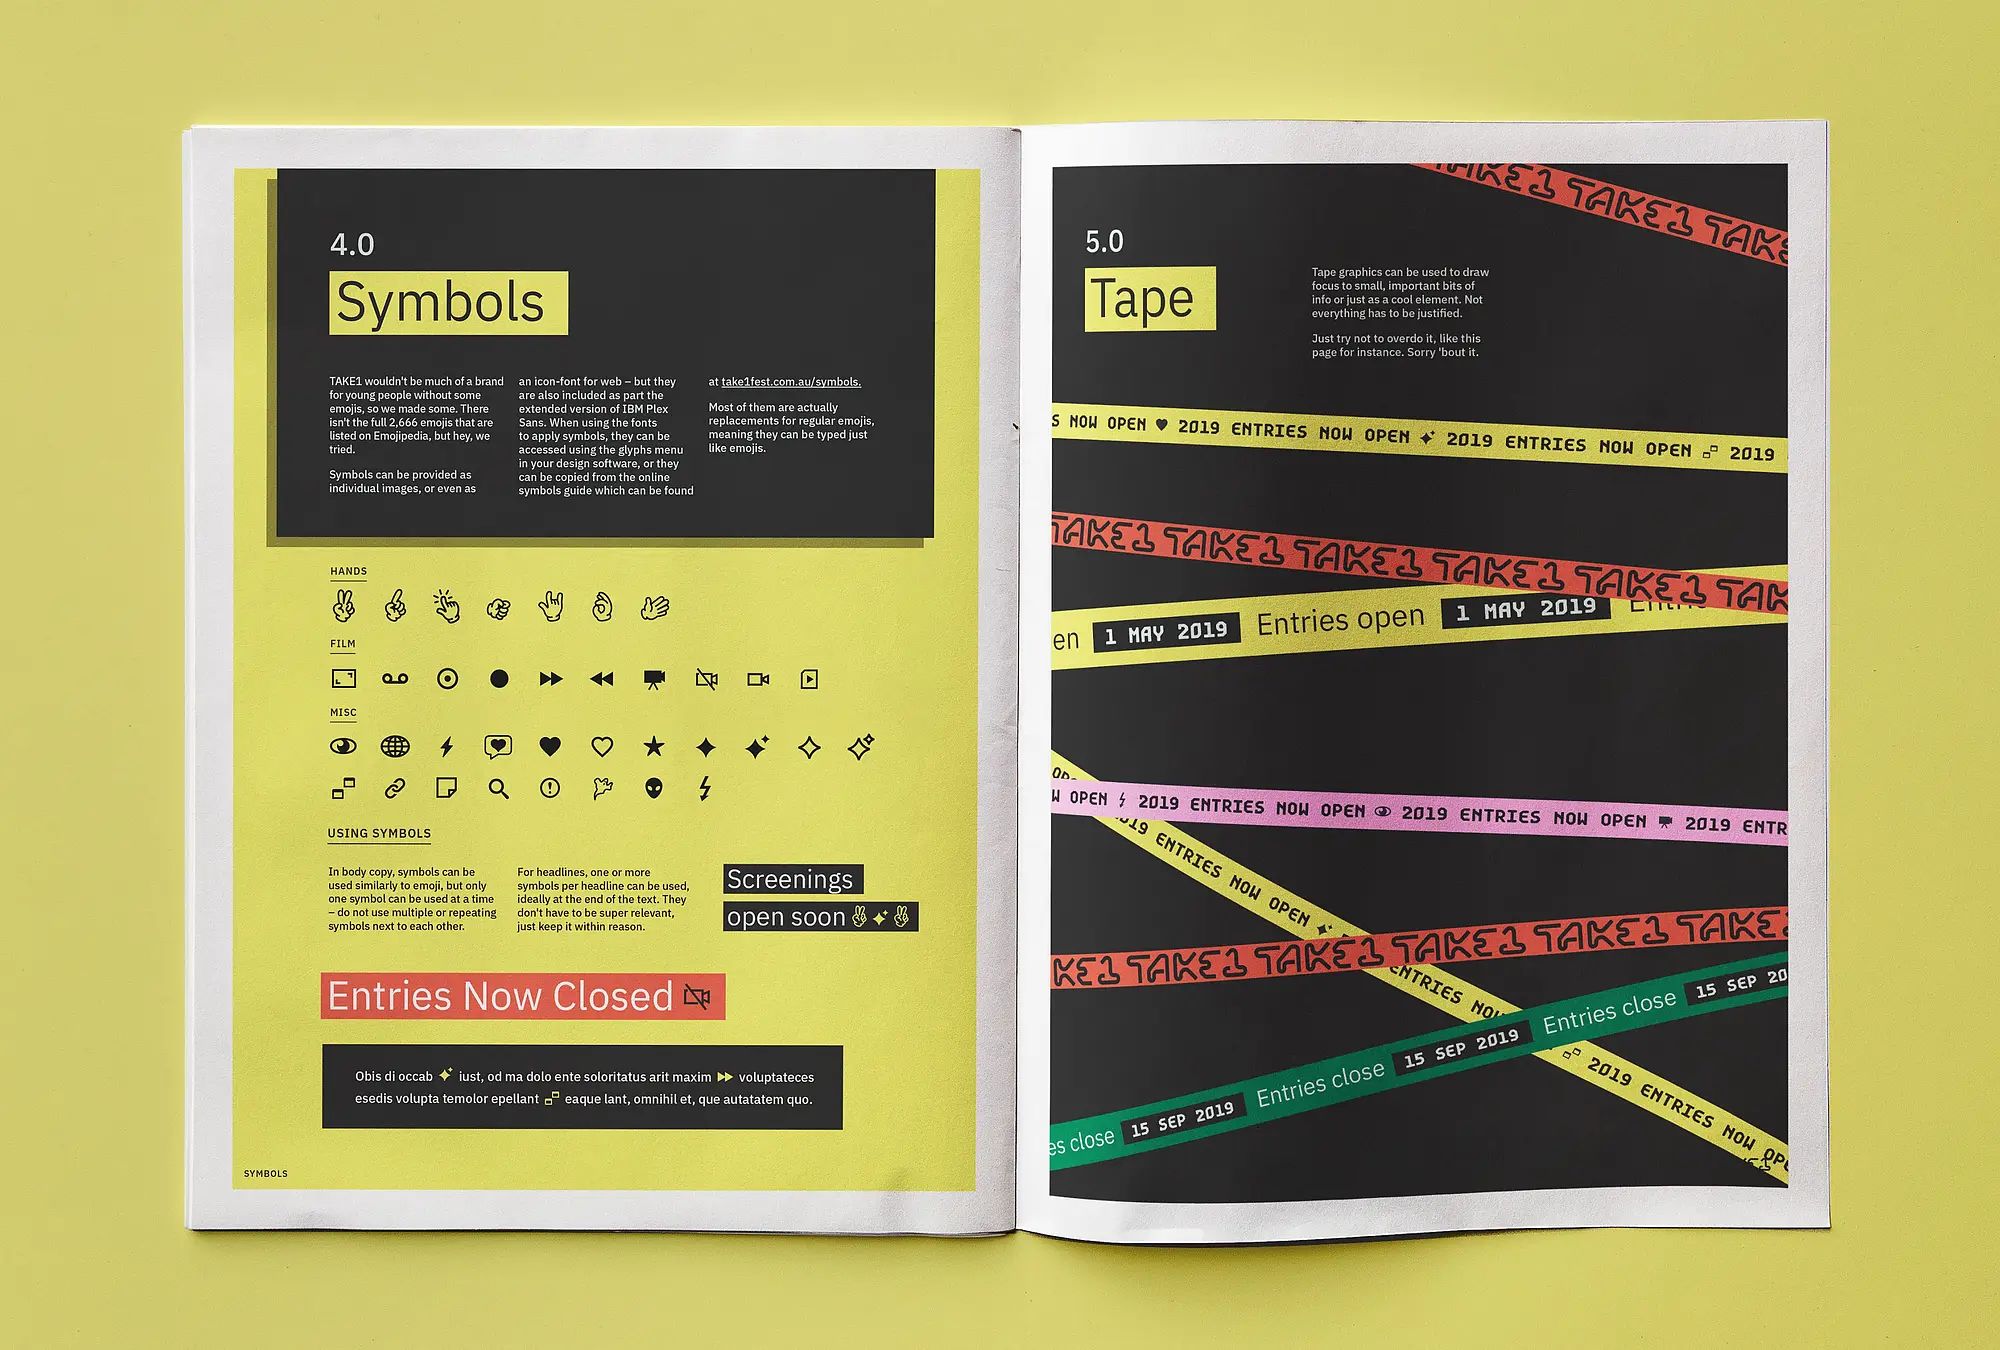 4.0
Symbols
TAKE1 wouldn't be much of a brand
for young people without some
emojis, so we made some. There
isn't the full 2,666 emojis that are
listed on Emojipedia, but hey, we
tried.
Symbols can be provided as
individual images, or even as
an icon-font for web – but they
are also included as part the
extended version of IBM Plex
Sans. When using the fonts
to apply symbols, they can be
accessed using the glyphs menu
in your design software, or they
can be copied from the online
symbols guide which can be found
at take1fest.com.au/symbols.
Most of them are actually
replacements for regular emojis,
meaning they can be typed just
like emojis.
HANDS
FILM
MISC
USING SYMBOLS
In body copy, symbols can be
used similarly to emoji, but only
one symbol can be used at a time
– do not use multiple or repeating
symbols next to each other.
For headlines, one or more
symbols per headline can be used,
ideally at the end of the text. They
don't have to be super relevant,
just keep it within reason.
Screenings
open soon
Entries Now Closed
Obis di occab iust, od ma dolo ente soloritatus arit maxim voluptateces
esedis volupta temolor epellant eaque lant, omnihil et, que autatatem quo.
SYMBOLS
5.0
Tape
Tape graphics can be used to draw
focus to small, important bits of
info or just as a cool element. Not
everything has to be justified.
Just try not to overdo it, like this
page for instance. Sorry 'bout it.
TAKE1 TAKE1 TAK
S NOW OPEN ♥ 2019 ENTRIES NOW OPEN 2019 ENTRIES NOW OPEN 2019
TAKE1 TAKE1 TAKE1 TAKE1 TAKE1 TAK
en 1 MAY 2019 Entries open 1 MAY 2019
W OPEN 2019 ENTRIES NOW OPEN 2019 ENTRIES NOW OPEN 2019 ENTR
2019 ENTRIES NOW OPEN ENTRIES NOW 2019 ENTRIES NOW OPE
KE1 TAKE1 TAKE1 TAKE1 TAKE1 TAKE
es close 15 SEP 2019 Entries close 15 SEP 2019 Entries close 15 SEP 20